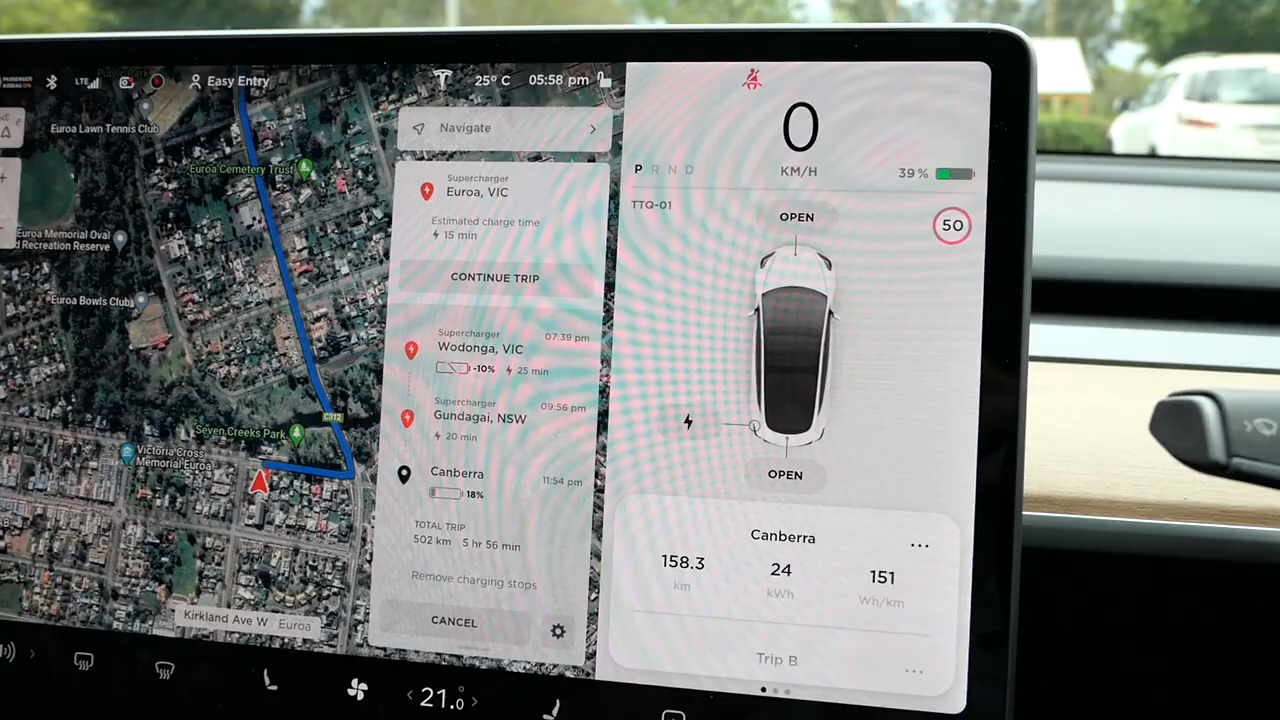 PASSENGER
AIRBAG ON
LTE
Easy Entry
25° C
05:58 pm
Euroa Lawn Tennis Club
Euroa Cemetery Trust
Euroa Memorial Oval
d Recreation Reserve
Euroa Bowls Club
C312
Seven Creeks Park
Victoria Cross
Memorial Euroa
Kirkland Ave W Euroa
Navigate
Supercharger
Euroa, VIC
Estimated charge time
15 min
CONTINUE TRIP
Supercharger
07:39 pm
Wodonga, VIC
-10%
25 min
Supercharger
09:56 pm
Gundagai, NSW
20 min
Canberra
11:54 pm
18%
TOTAL TRIP
502 km 5 hr 56 min
Remove charging stops
CANCEL
0
KM/H
P R N D
39 %
TTQ-01
50
OPEN
OPEN
Canberra
...
158.3
km
24
kWh
151
Wh/km
Trip B
...
21.0